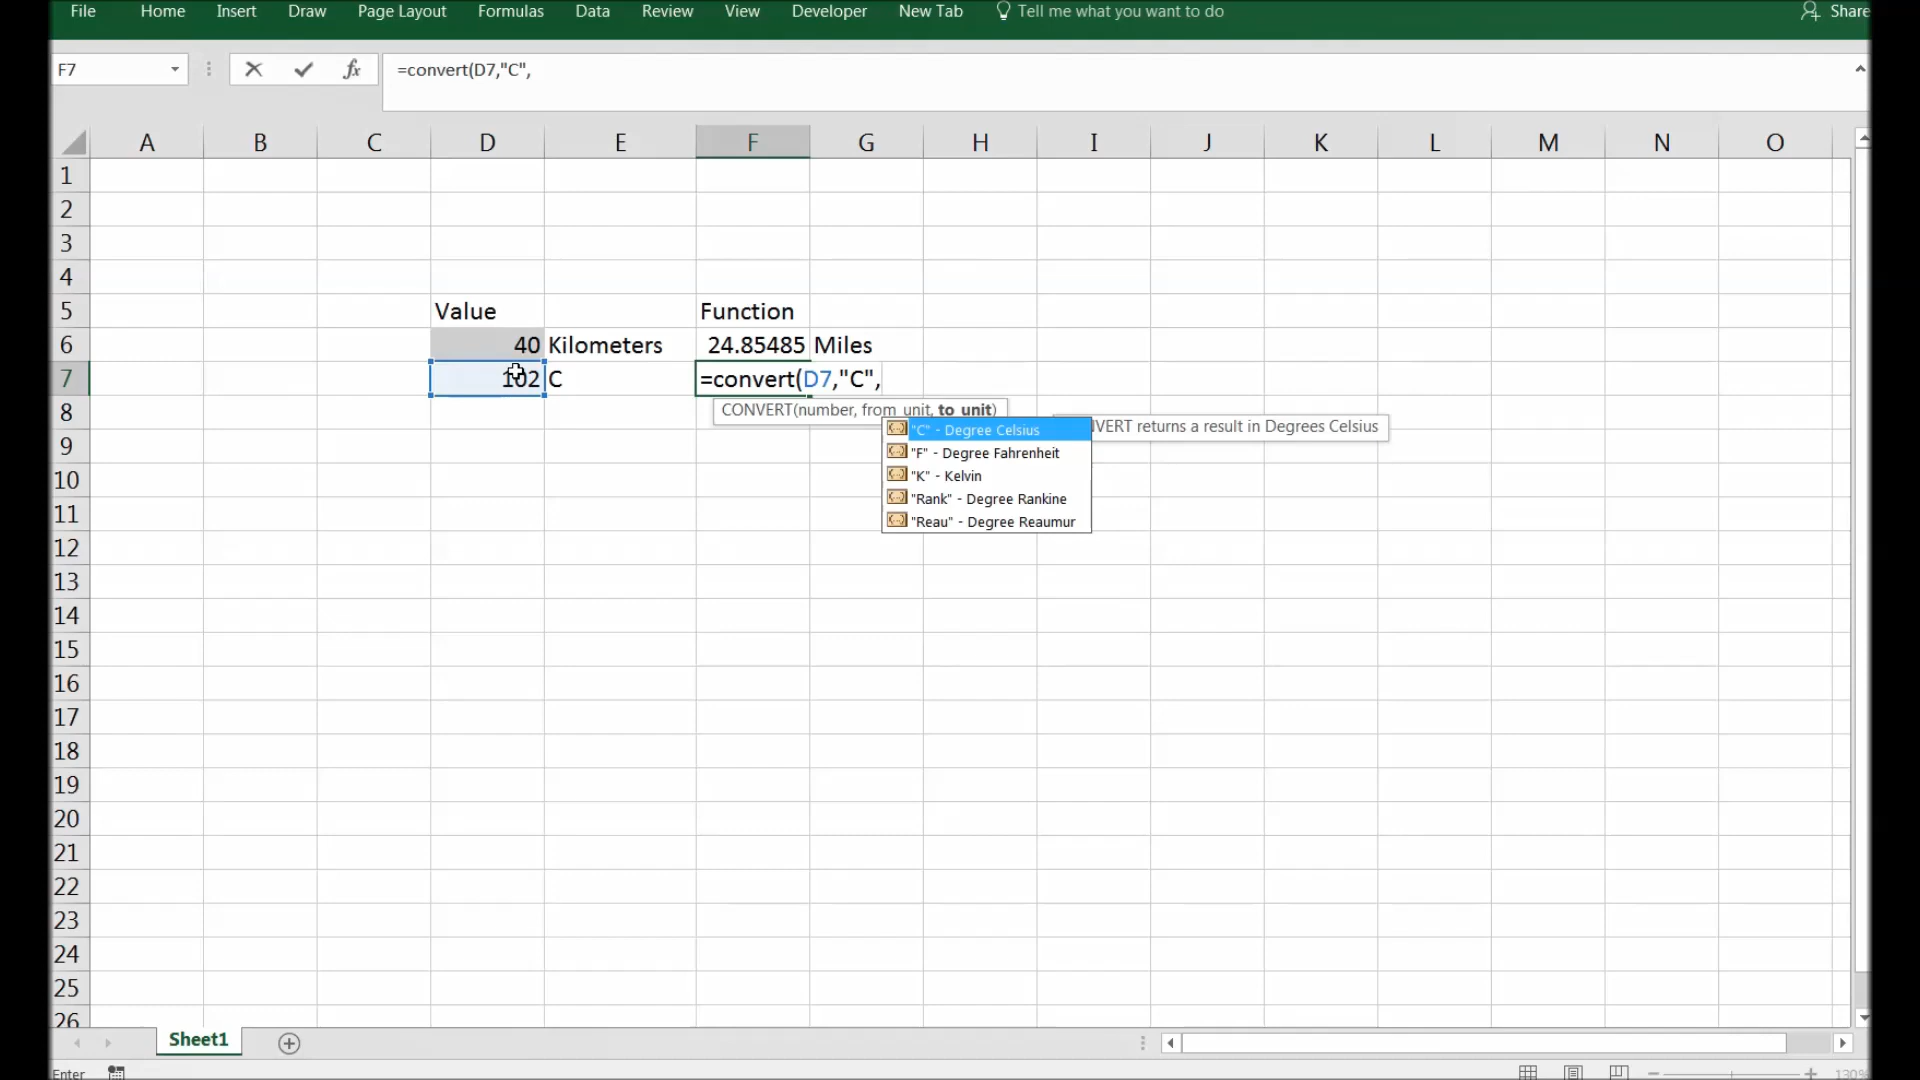 File Home Insert Draw Page Layout Formulas Data Review View Developer New Tab Tell me what you want to do Share
F7 fx =convert(D7,"C",
A B C D E F G H I J K L M N O
1
2
3
4
5 Value Function
6 40 Kilometers 24.85485 Miles
7 102 C =convert(D7,"C",
8 CONVERT(number, from_unit, to_unit)
"C" - Degree Celsius VERT returns a result in Degrees Celsius
9 "F" - Degree Fahrenheit
10 "K" - Kelvin
11 "Rank" - Degree Rankine
"Reau" - Degree Reaumur
12
13
14
15
16
17
18
19
20
21
22
23
24
25
26
Sheet1
Enter 130%